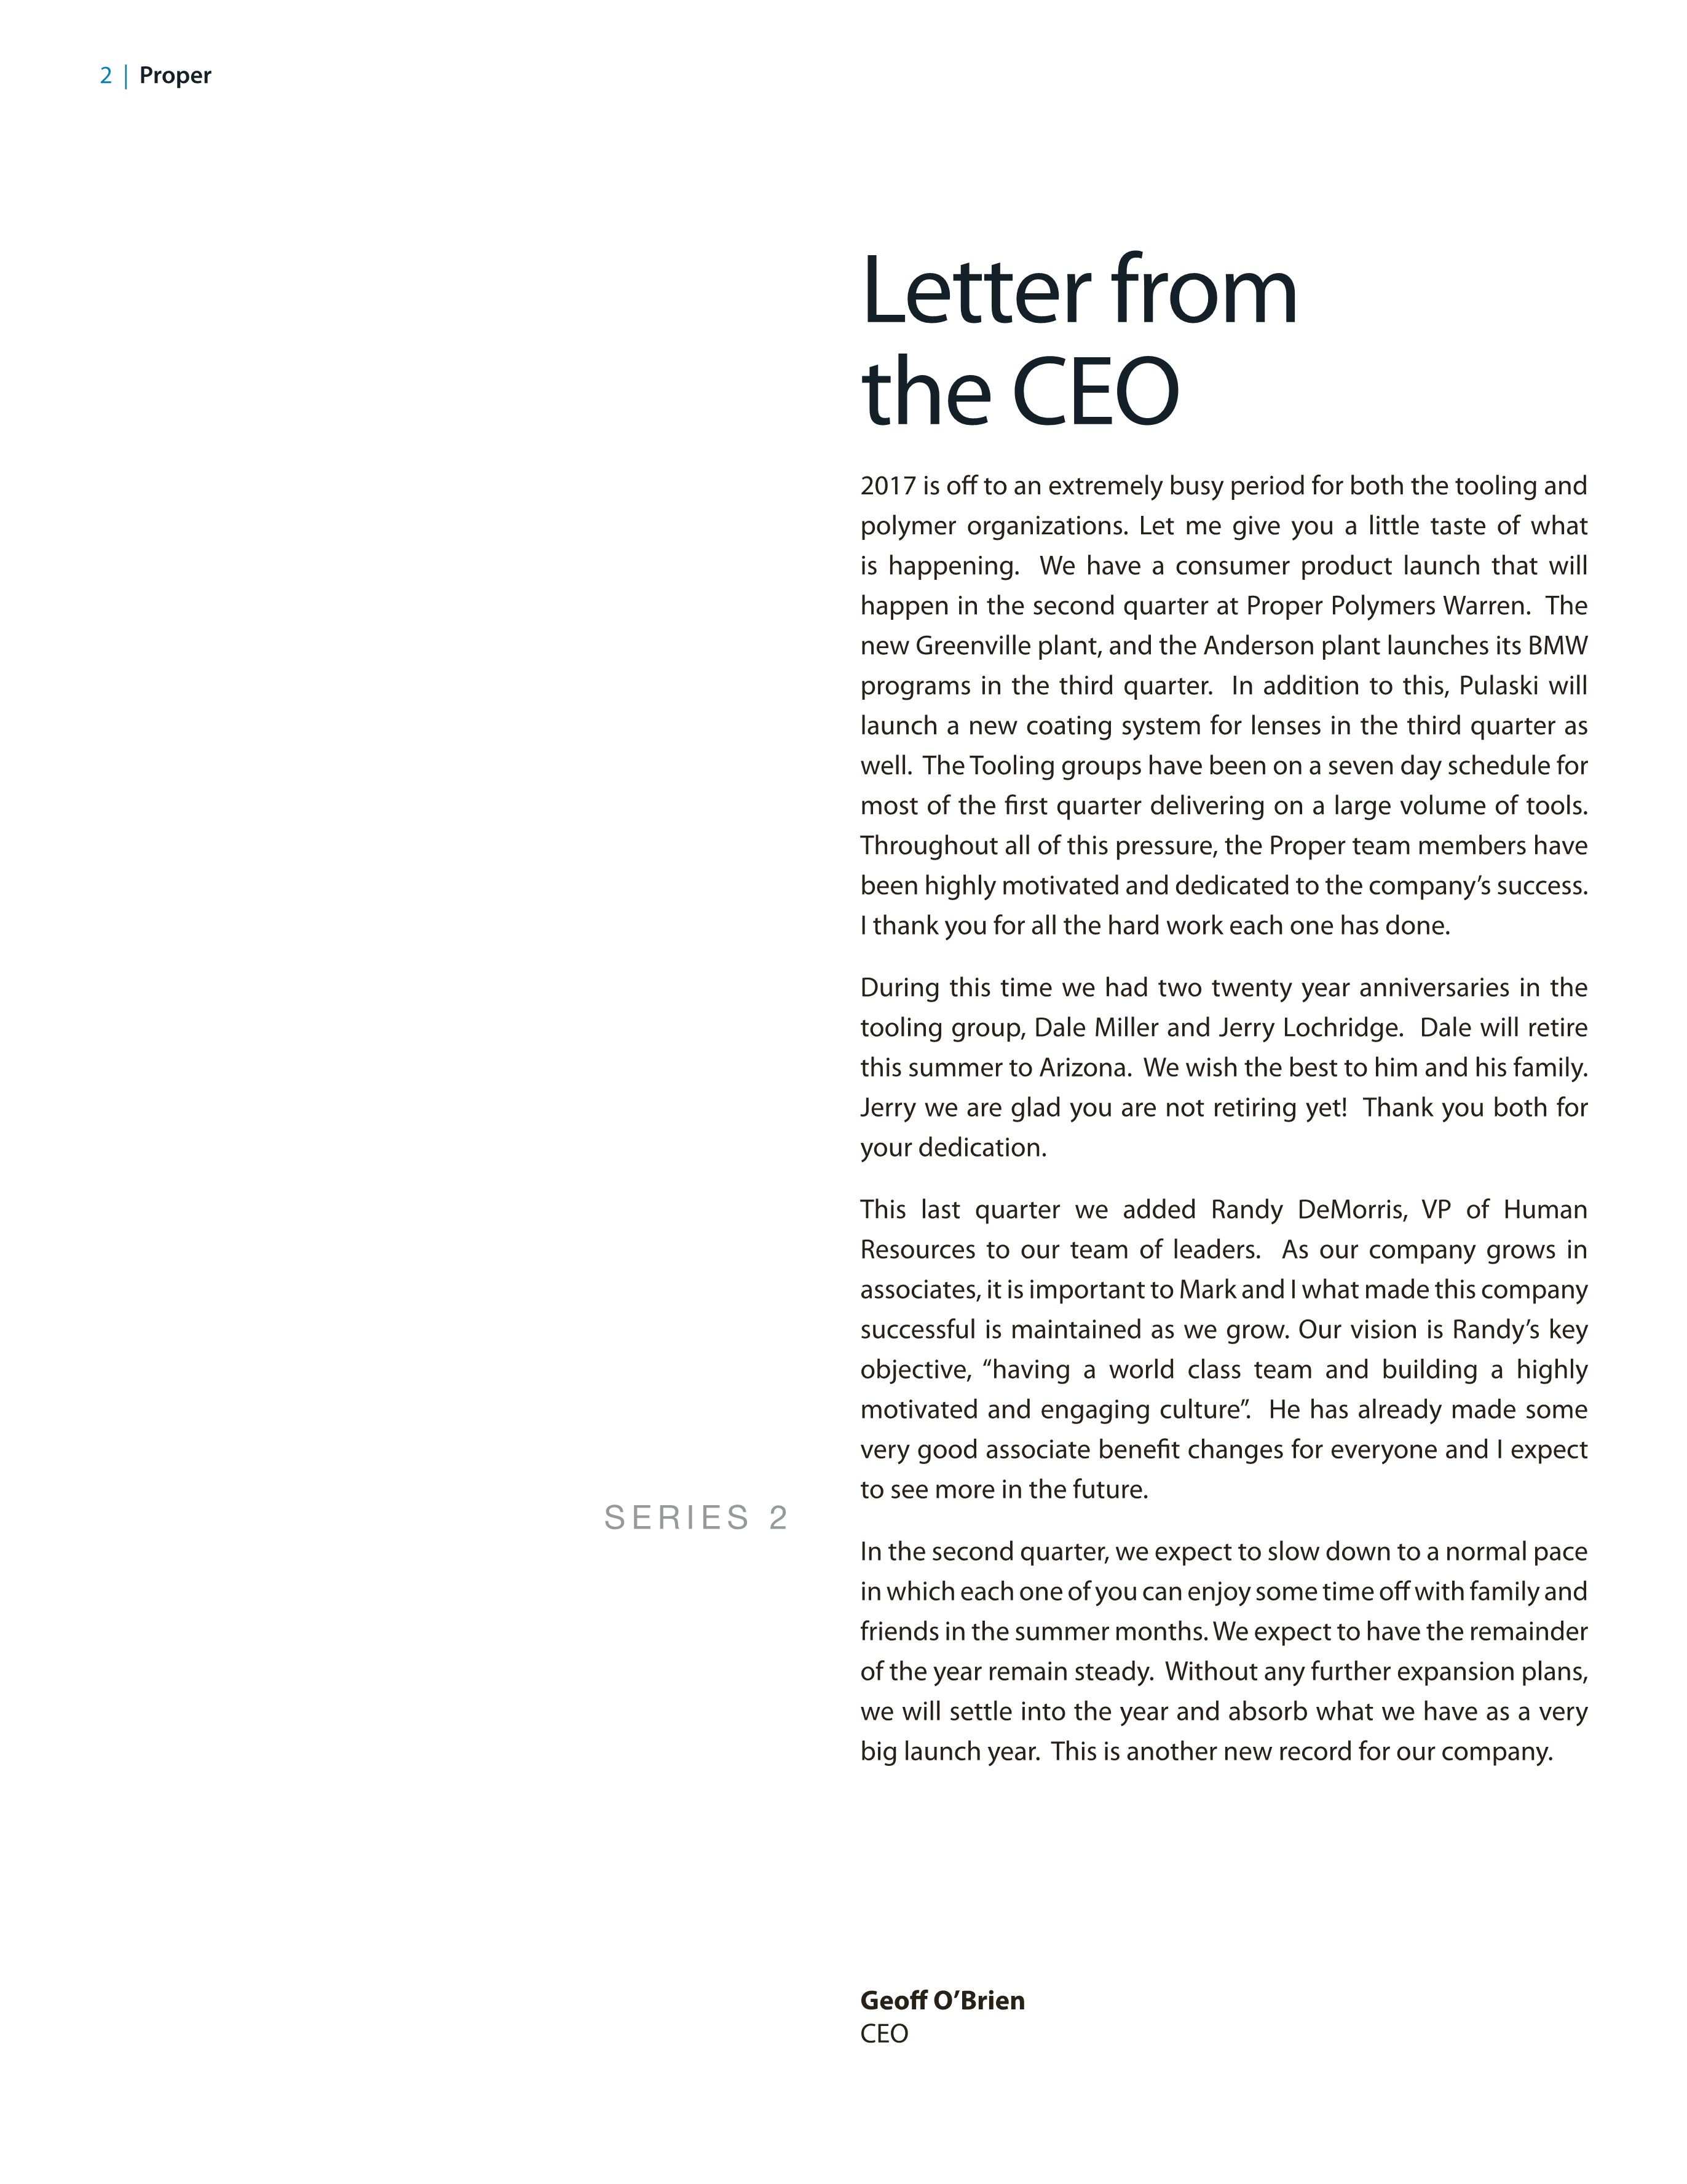 2 | Proper
Letter from
the CEO
2017 is off to an extremely busy period for both the tooling and
polymer organizations. Let me give you a little taste of what
is happening.  We have a consumer product launch that will
happen in the second quarter at Proper Polymers Warren.  The
new Greenville plant, and the Anderson plant launches its BMW
programs in the third quarter.  In addition to this, Pulaski will
launch a new coating system for lenses in the third quarter as
well.  The Tooling groups have been on a seven day schedule for
most of the first quarter delivering on a large volume of tools.
Throughout all of this pressure, the Proper team members have
been highly motivated and dedicated to the company’s success.
I thank you for all the hard work each one has done.
During this time we had two twenty year anniversaries in the
tooling group, Dale Miller and Jerry Lochridge.  Dale will retire
this summer to Arizona.  We wish the best to him and his family.
Jerry we are glad you are not retiring yet!  Thank you both for
your dedication.
This last quarter we added Randy DeMorris, VP of Human
Resources to our team of leaders.  As our company grows in
associates, it is important to Mark and I what made this company
successful is maintained as we grow. Our vision is Randy’s key
objective, “having a world class team and building a highly
motivated and engaging culture”.  He has already made some
very good associate benefit changes for everyone and I expect
to see more in the future.
SERIES 2
In the second quarter, we expect to slow down to a normal pace
in which each one of you can enjoy some time off with family and
friends in the summer months. We expect to have the remainder
of the year remain steady.  Without any further expansion plans,
we will settle into the year and absorb what we have as a very
big launch year.  This is another new record for our company.
Geoff O’Brien
CEO